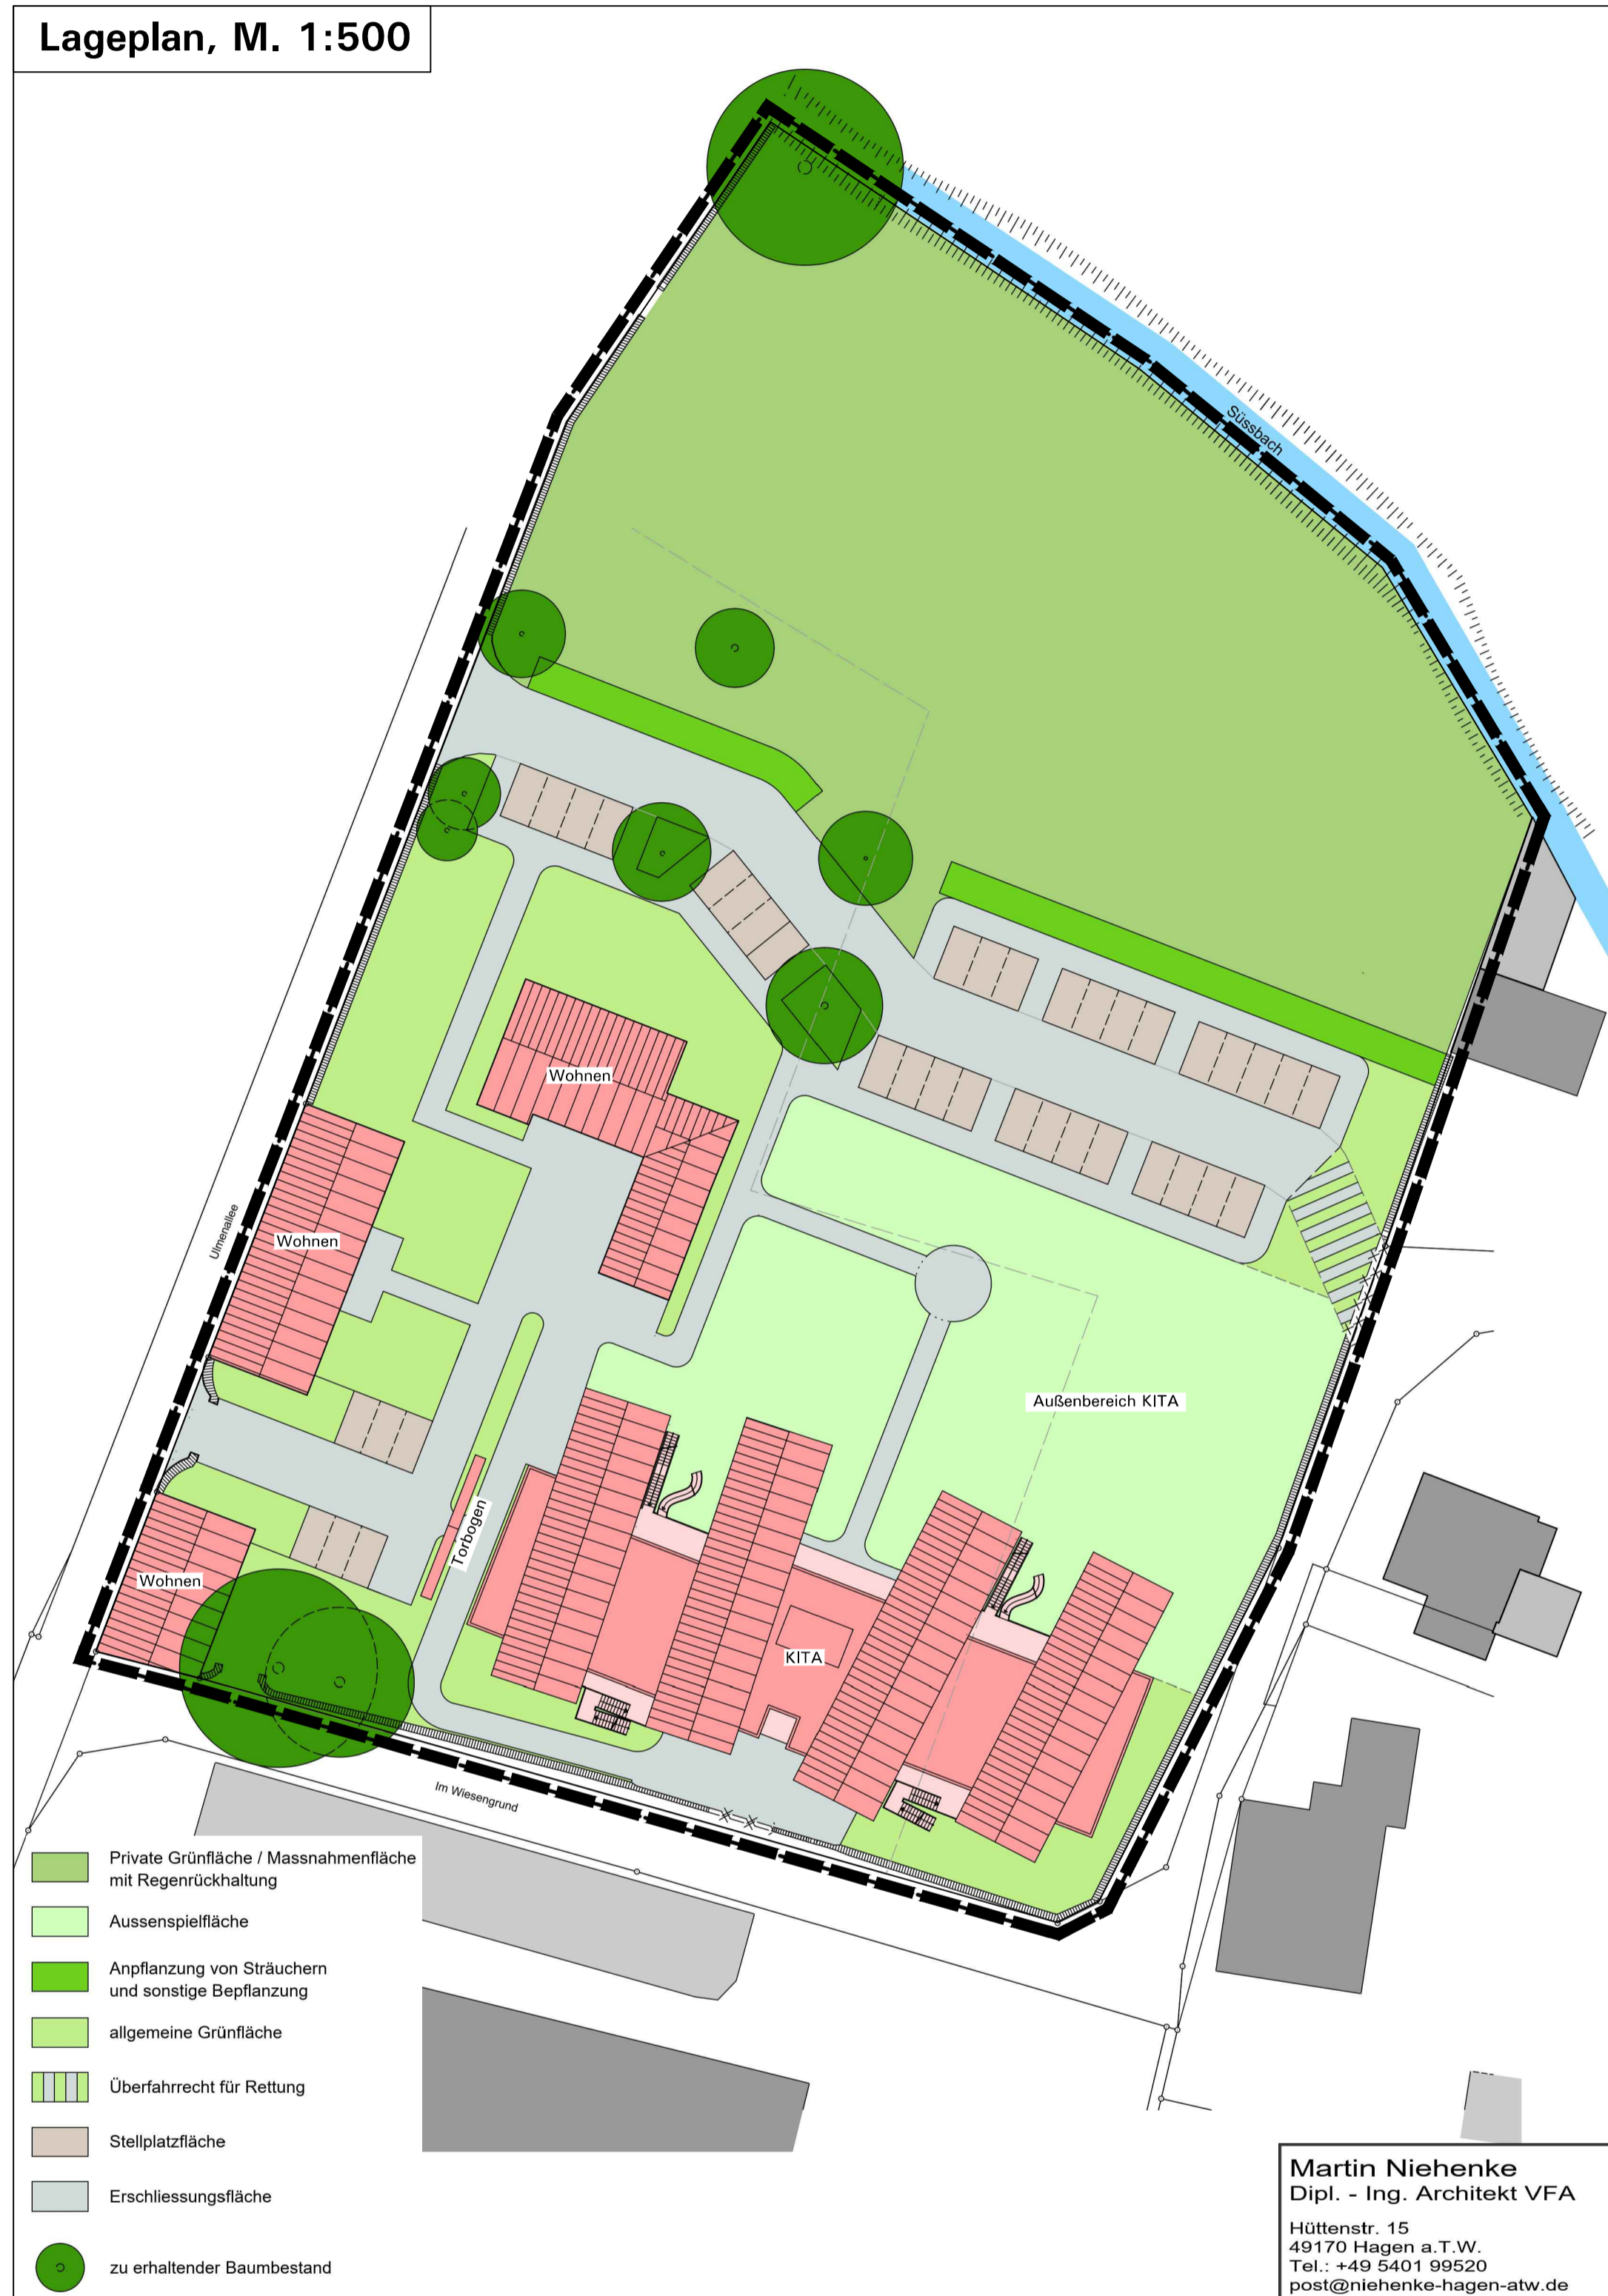 Lageplan, M. 1:500
Süssbach
Wohnen
Ulmenallee
Wohnen
Außenbereich KITA
Torbogen
Wohnen
KITA
Im Wiesengrund
Private Grünfläche / Massnahmenfläche
mit Regenrückhaltung
Aussenspielfläche
Anpflanzung von Sträuchern
und sonstige Bepflanzung
allgemeine Grünfläche
Überfahrrecht für Rettung
Stellplatzfläche
Erschliessungsfläche
zu erhaltender Baumbestand
Martin Niehenke
Dipl. - Ing. Architekt VFA
Hüttenstr. 15
49170 Hagen a.T.W.
Tel.: +49 5401 99520
post@niehenke-hagen-atw.de